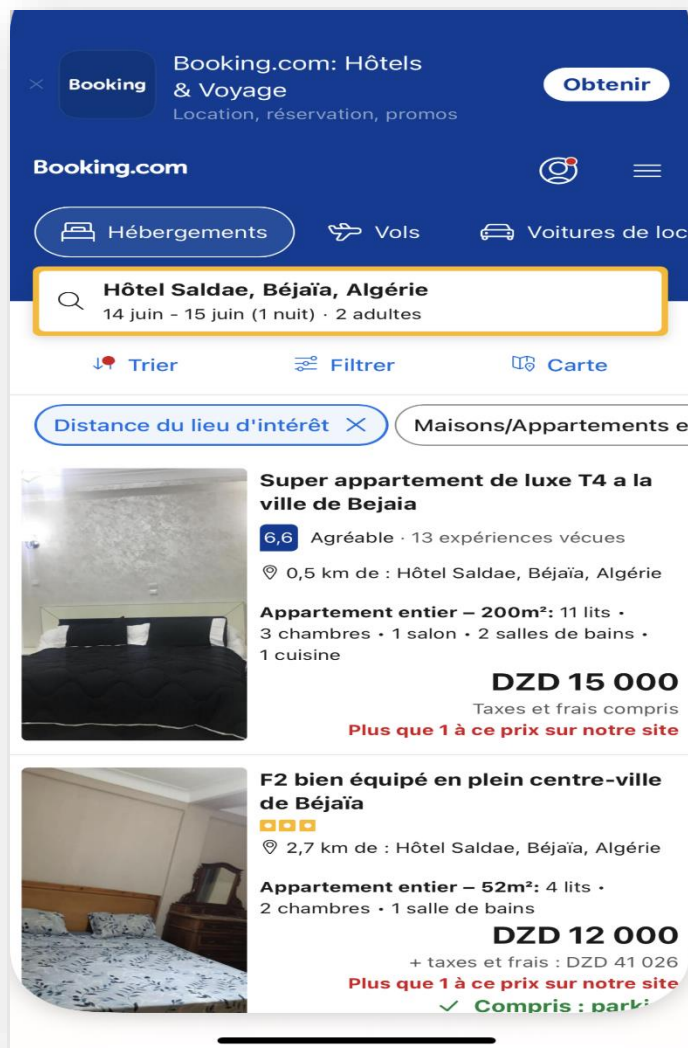 Booking.com: Hôtels
& Voyage
Location, réservation, promos
Booking
Obtenir
Booking.com
Hébergements
Vols
Voitures de loc
Hôtel Saldae, Béjaïa, Algérie
14 juin - 15 juin (1 nuit) · 2 adultes
Trier
Filtrer
Carte
Distance du lieu d'intérêt
Maisons/Appartements e
Super appartement de luxe T4 a la
ville de Bejaia
6,6 Agréable · 13 expériences vécues
0,5 km de : Hôtel Saldae, Béjaïa, Algérie
Appartement entier – 200m²: 11 lits •
3 chambres • 1 salon • 2 salles de bains •
1 cuisine
DZD 15 000
Taxes et frais compris
Plus que 1 à ce prix sur notre site
F2 bien équipé en plein centre-ville
de Béjaïa
2,7 km de : Hôtel Saldae, Béjaïa, Algérie
Appartement entier – 52m²: 4 lits •
2 chambres • 1 salle de bains
DZD 12 000
+ taxes et frais : DZD 41 026
Plus que 1 à ce prix sur notre site
Compris :